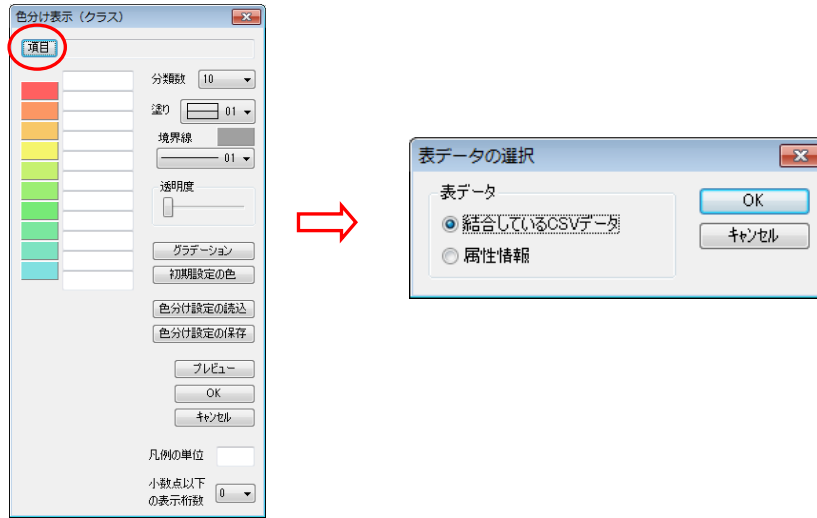 色分け表示（クラス）
項目
分類数 10
塗り 01
境界線
01
透明度
グラデーション
初期設定の色
色分け設定の読込
色分け設定の保存
プレビュー
OK
キャンセル
凡例の単位
小数点以下
の表示桁数 0
表データの選択
表データ
結合しているCSVデータ
属性情報
OK
キャンセル